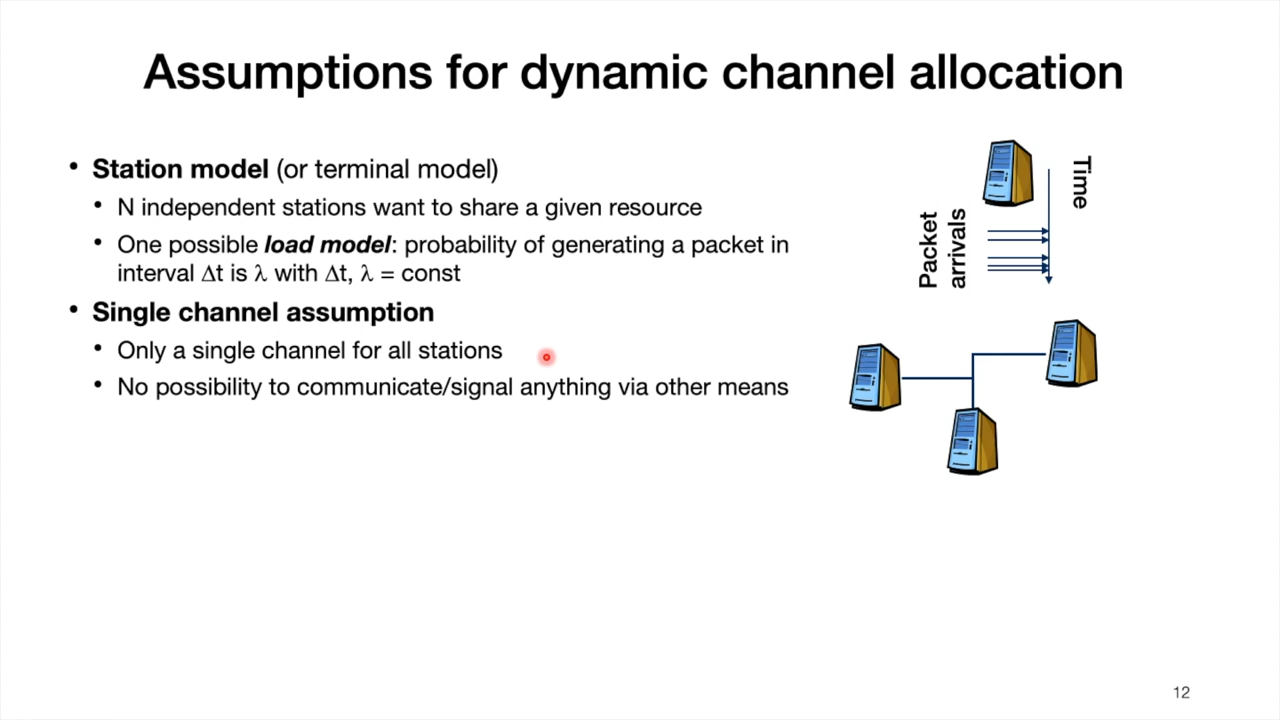 Assumptions for dynamic channel allocation
• Station model (or terminal model)
• N independent stations want to share a given resource
• One possible load model: probability of generating a packet in
interval Δt is λ with Δt, λ = const
• Single channel assumption
• Only a single channel for all stations
• No possibility to communicate/signal anything via other means
Time
Packet
arrivals
12